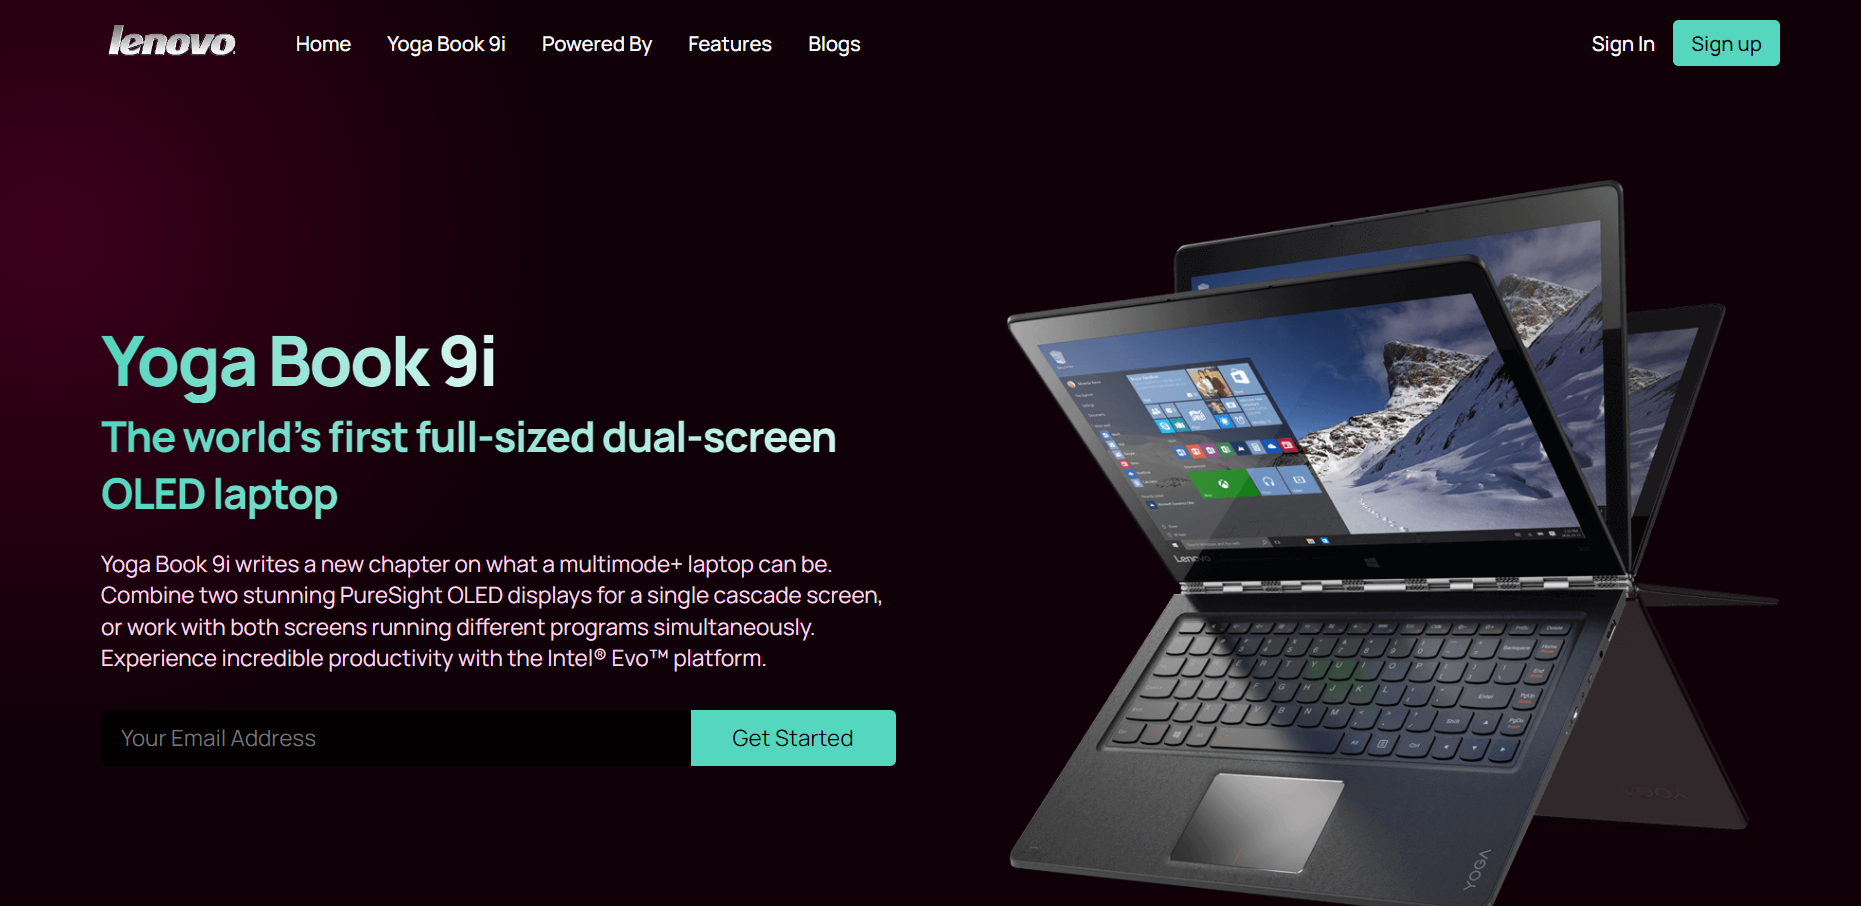 lenovo
Home Yoga Book 9i Powered By Features Blogs Sign In Sign up
Yoga Book 9i
The world's first full-sized dual-screen
OLED laptop
Yoga Book 9i writes a new chapter on what a multimode+ laptop can be.
Combine two stunning PureSight OLED displays for a single cascade screen,
or work with both screens running different programs simultaneously.
Experience incredible productivity with the Intel® Evo™ platform.
Your Email Address
Get Started
Lenovo
YOGA